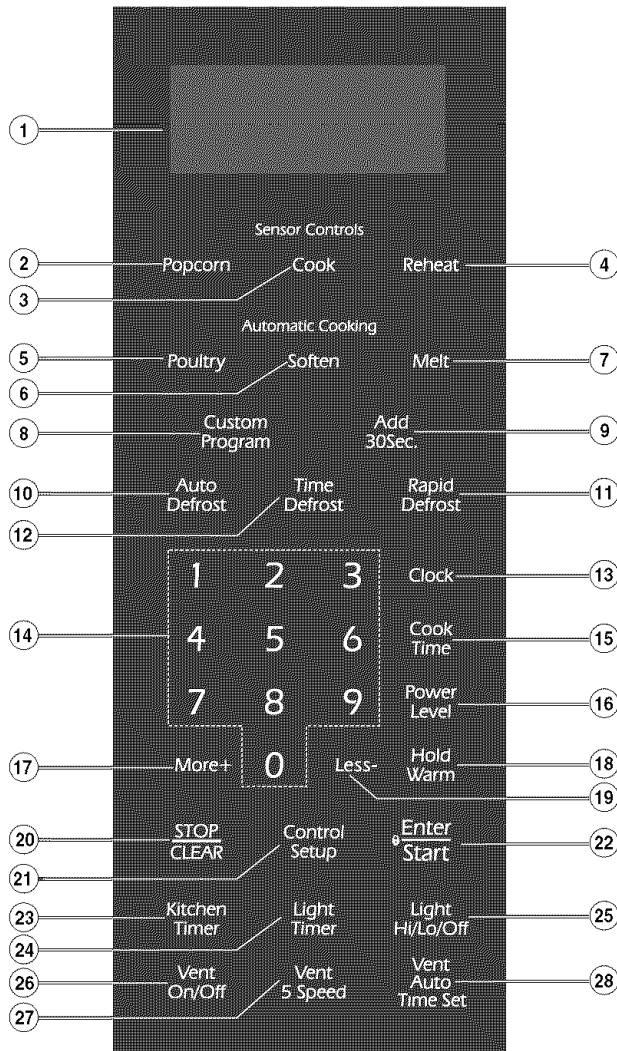 1
Sensor Controls
2 Popcorn Cook Reheat 4
3
Automatic Cooking
5 Poultry Soften Melt 7
6
8 Custom Program Add 30Sec. 9
10 Auto Defrost Time Defrost Rapid Defrost 11
12
1 2 3 Clock 13
14 4 5 6 Cook Time 15
7 8 9 Power Level 16
17 More+ 0 Less- Hold Warm 18
19
20 STOP CLEAR Control Setup Enter Start 22
21
23 Kitchen Timer Light Timer Light Hi/Lo/Off 25
24
26 Vent On/Off Vent 5 Speed Vent Auto Time Set 28
27